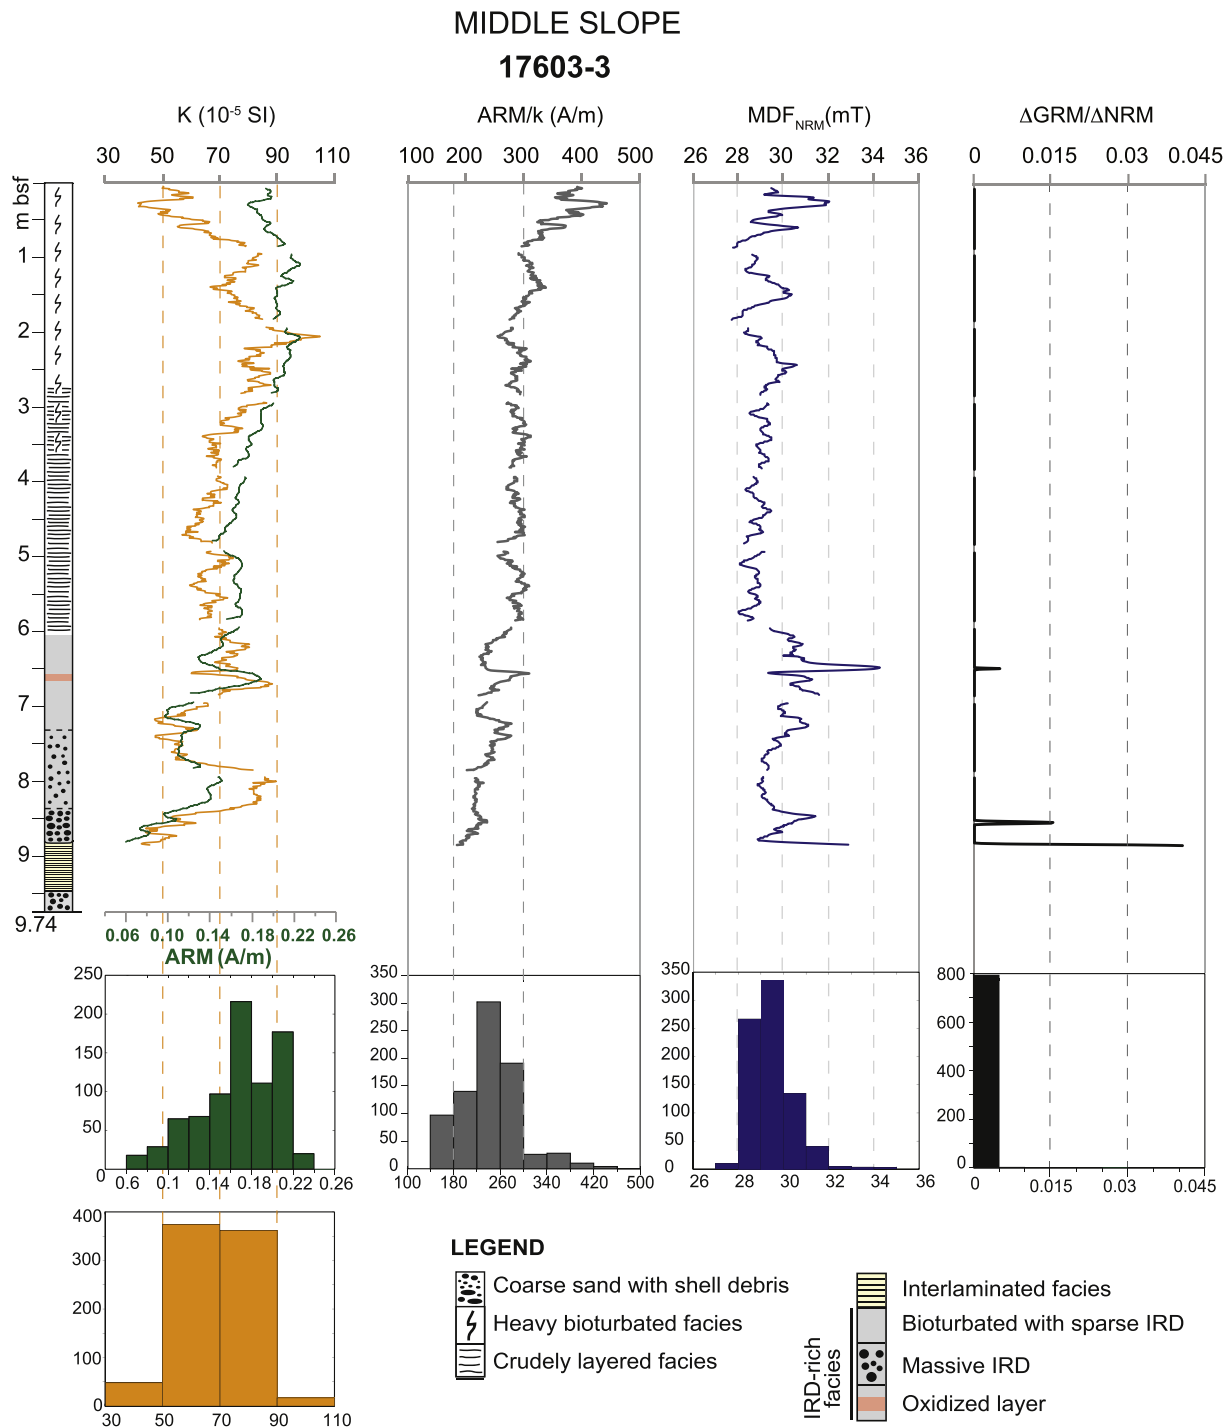 MIDDLE SLOPE
17603-3
K (10-5 SI) ARM/k (A/m) MDFNRM(mT) ΔGRM/ΔNRM
30 50 70 90 110 100 200 300 400 500 26 28 30 32 34 36 0 0.015 0.03 0.045
m bsf
1
2
3
4
5
6
7
8
9
9.74
0.06 0.10 0.14 0.18 0.22 0.26
ARM (A/m)
250
200
150
100
50
0
0.6 0.1 0.14 0.18 0.22 0.26
350
300
250
200
150
100
50
0
100 180 260 340 420 500
350
300
250
200
150
100
50
0
26 28 30 32 34 36
800
600
400
200
0
0 0.015 0.03 0.045
400
300
200
100
0
30 50 70 90 110
LEGEND
Coarse sand with shell debris
Heavy bioturbated facies
Crudely layered facies
IRD-rich
facies
Interlaminated facies
Bioturbated with sparse IRD
Massive IRD
Oxidized layer